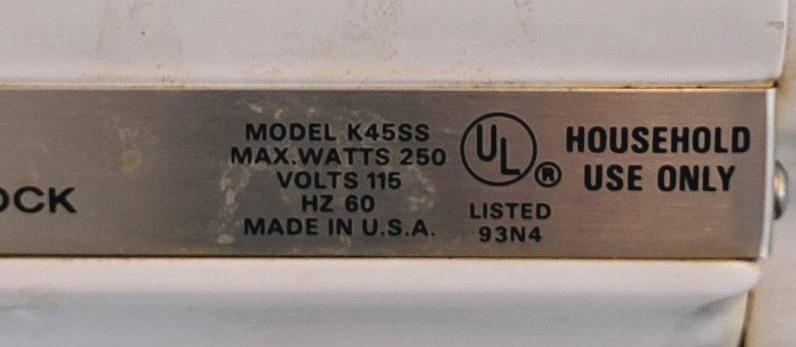 OCK
MODEL K45SS
MAX.WATTS 250
VOLTS 115
HZ 60
MADE IN U.S.A.
UL®
LISTED
93N4
HOUSEHOLD
USE ONLY